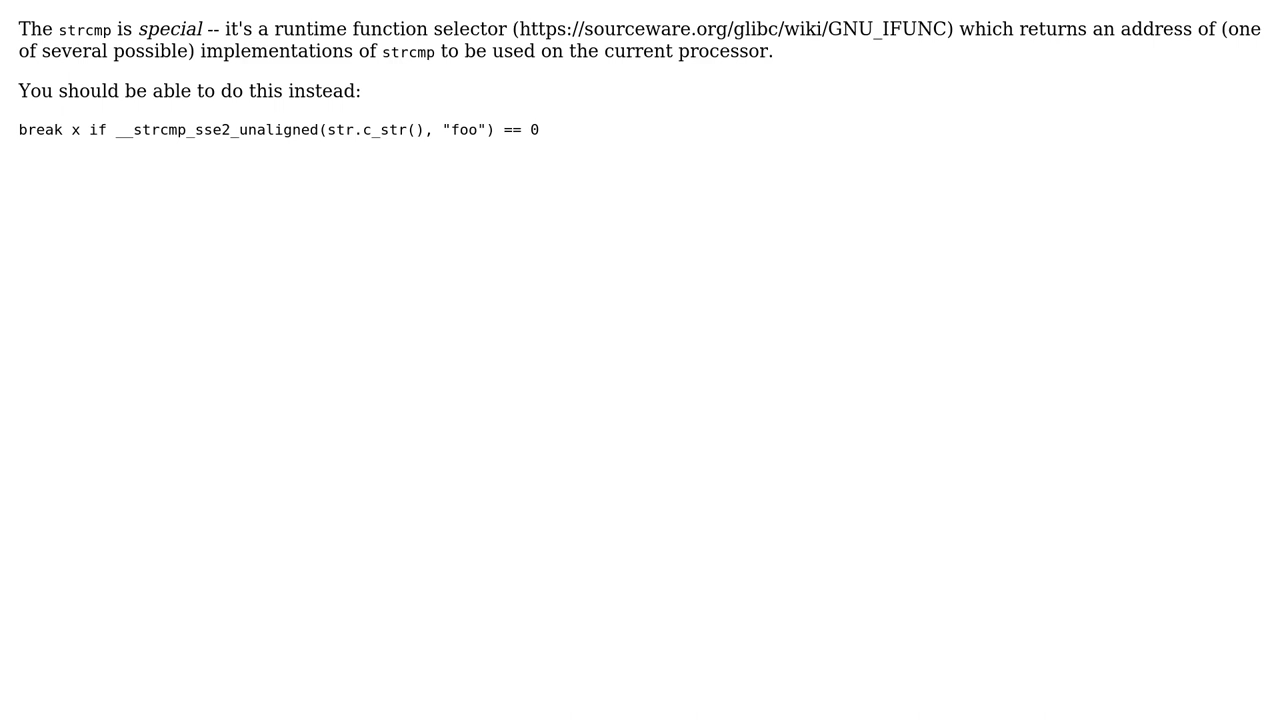 The strcmp is special -- it's a runtime function selector (https://sourceware.org/glibc/wiki/GNU_IFUNC) which returns an address of (one
of several possible) implementations of strcmp to be used on the current processor.
You should be able to do this instead:
break x if __strcmp_sse2_unaligned(str.c_str(), "foo") == 0